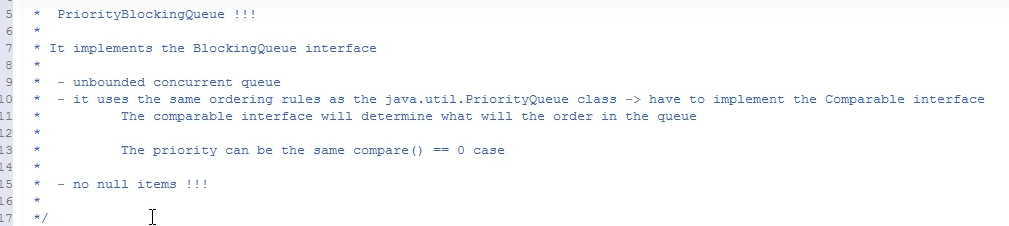 5 * PriorityBlockingQueue !!!
6 *
7 * It implements the BlockingQueue interface
8 *
9 * - unbounded concurrent queue
10 * - it uses the same ordering rules as the java.util.PriorityQueue class -> have to implement the Comparable interface
11 * The comparable interface will determine what will the order in the queue
12 *
13 * The priority can be the same compare() == 0 case
14 *
15 * - no null items !!!
16 *
17 */